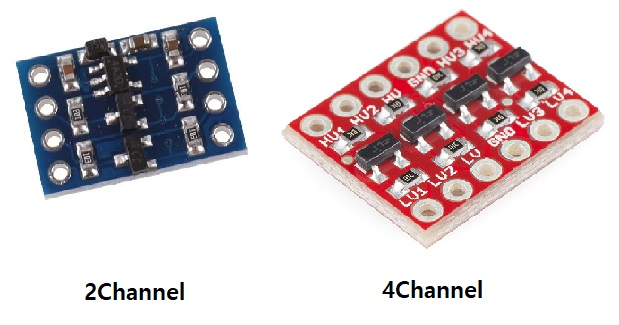 HV1 HV2 HV GND HV3 HV4
LV1 LV2 LV GND LV3 LV4
2Channel
4Channel